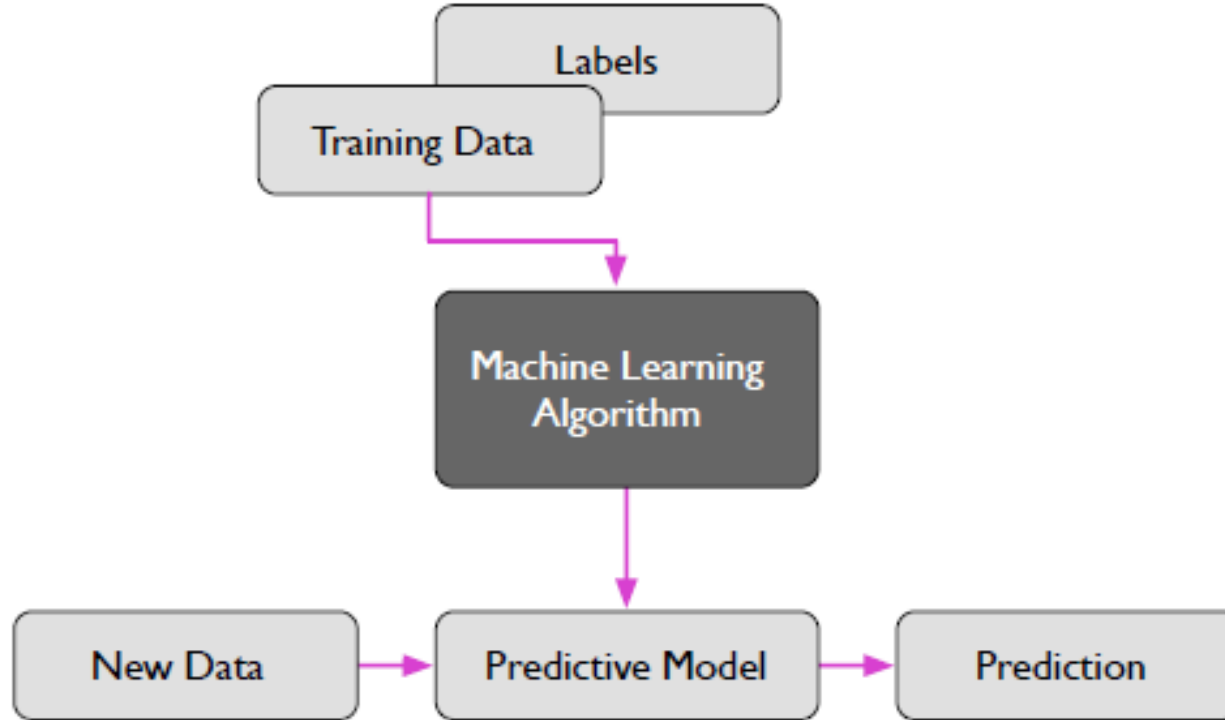 Labels
Training Data
Machine Learning
Algorithm
New Data
Predictive Model
Prediction